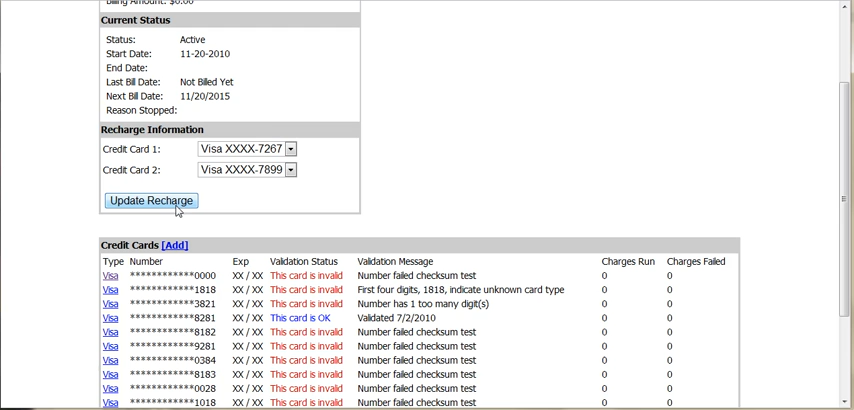 Billing Amount: $0.00
Current Status
Status: Active
Start Date: 11-20-2010
End Date:
Last Bill Date: Not Billed Yet
Next Bill Date: 11/20/2015
Reason Stopped:
Recharge Information
Credit Card 1: Visa XXXX-7267
Credit Card 2: Visa XXXX-7899
Update Recharge
Credit Cards [Add]
Type Number Exp Validation Status Validation Message Charges Run Charges Failed
Visa ************0000 XX / XX This card is invalid Number failed checksum test 0 0
Visa ************1818 XX / XX This card is invalid First four digits, 1818, indicate unknown card type 0 0
Visa ************3821 XX / XX This card is invalid Number has 1 too many digit(s) 0 0
Visa ************8281 XX / XX This card is OK Validated 7/2/2010 0 0
Visa ************8182 XX / XX This card is invalid Number failed checksum test 0 0
Visa ************9281 XX / XX This card is invalid Number failed checksum test 0 0
Visa ************0384 XX / XX This card is invalid Number failed checksum test 0 0
Visa ************8183 XX / XX This card is invalid Number failed checksum test 0 0
Visa ************0028 XX / XX This card is invalid Number failed checksum test 0 0
Visa ************1018 XX / XX This card is invalid Number failed checksum test 0 0